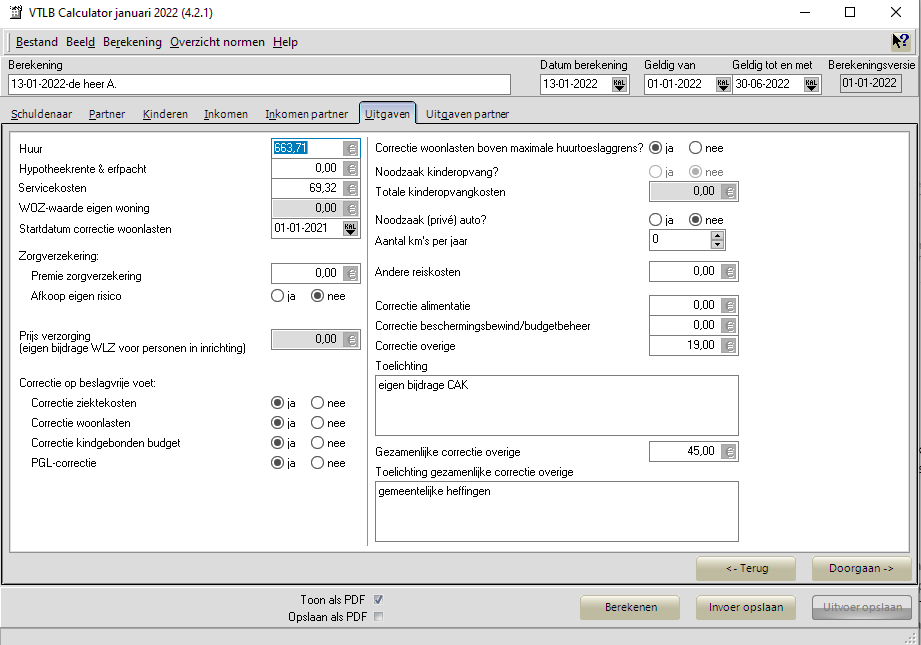 VTLB Calculator januari 2022 (4.2.1)
Bestand Beeld Berekening Overzicht normen Help
Berekening Datum berekening Geldig van Geldig tot en met Berekeningsversie
13-01-2022-de heer A. 13-01-2022 01-01-2022 30-06-2022 01-01-2022
Schuldenaar Partner Kinderen Inkomen Inkomen partner Uitgaven Uitgaven partner
Huur 663,71
Hypotheekrente & erfpacht 0,00
Servicekosten 69,32
WOZ-waarde eigen woning 0,00
Startdatum correctie woonlasten 01-01-2021
Zorgverzekering:
Premie zorgverzekering 0,00
Afkoop eigen risico ja nee
Prijs verzorging
(eigen bijdrage WLZ voor personen in inrichting) 0,00
Correctie op beslagvrije voet:
Correctie ziektekosten ja nee
Correctie woonlasten ja nee
Correctie kindgebonden budget ja nee
PGL-correctie ja nee
Correctie woonlasten boven maximale huurtoeslaggrens? ja nee
Noodzaak kinderopvang? ja nee
Totale kinderopvangkosten 0,00
Noodzaak (privé) auto? ja nee
Aantal km's per jaar 0
Andere reiskosten 0,00
Correctie alimentatie 0,00
Correctie beschermingsbewind/budgetbeheer 0,00
Correctie overige 19,00
Toelichting
eigen bijdrage CAK
Gezamenlijke correctie overige 45,00
Toelichting gezamenlijke correctie overige
gemeentelijke heffingen
<- Terug Doorgaan ->
Toon als PDF
Opslaan als PDF
Berekenen Invoer opslaan Uitvoer opslaan